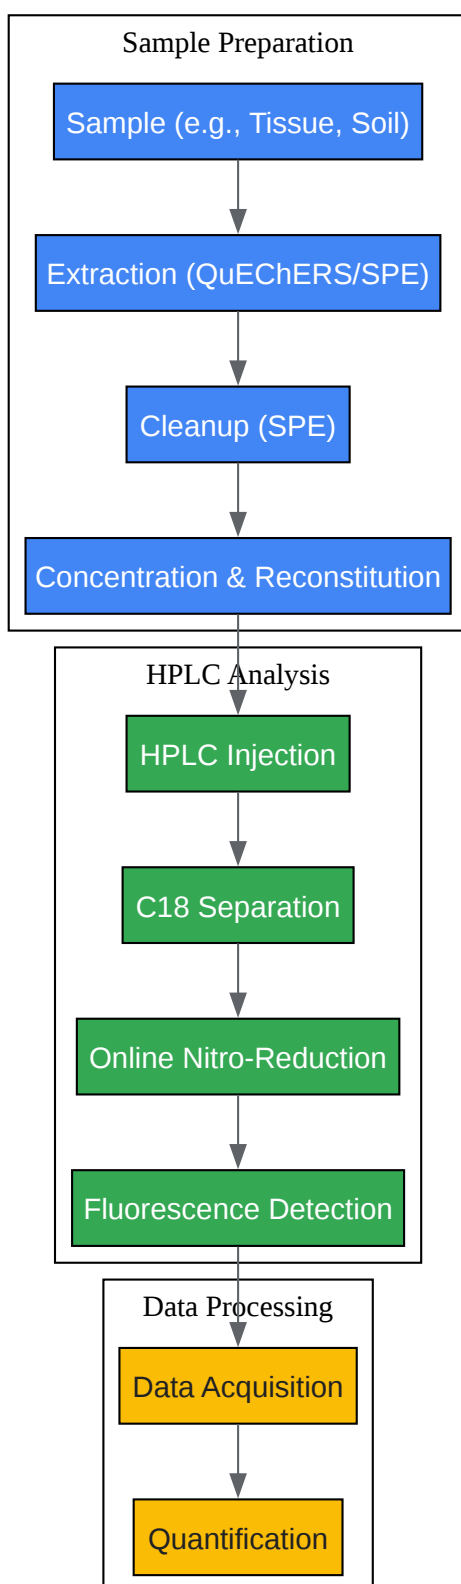 Sample Preparation
Sample (e.g., Tissue, Soil)
Extraction (QuEChERS/SPE)
Cleanup (SPE)
Concentration & Reconstitution
HPLC Analysis
HPLC Injection
C18 Separation
Online Nitro-Reduction
Fluorescence Detection
Data Processing
Data Acquisition
Quantification